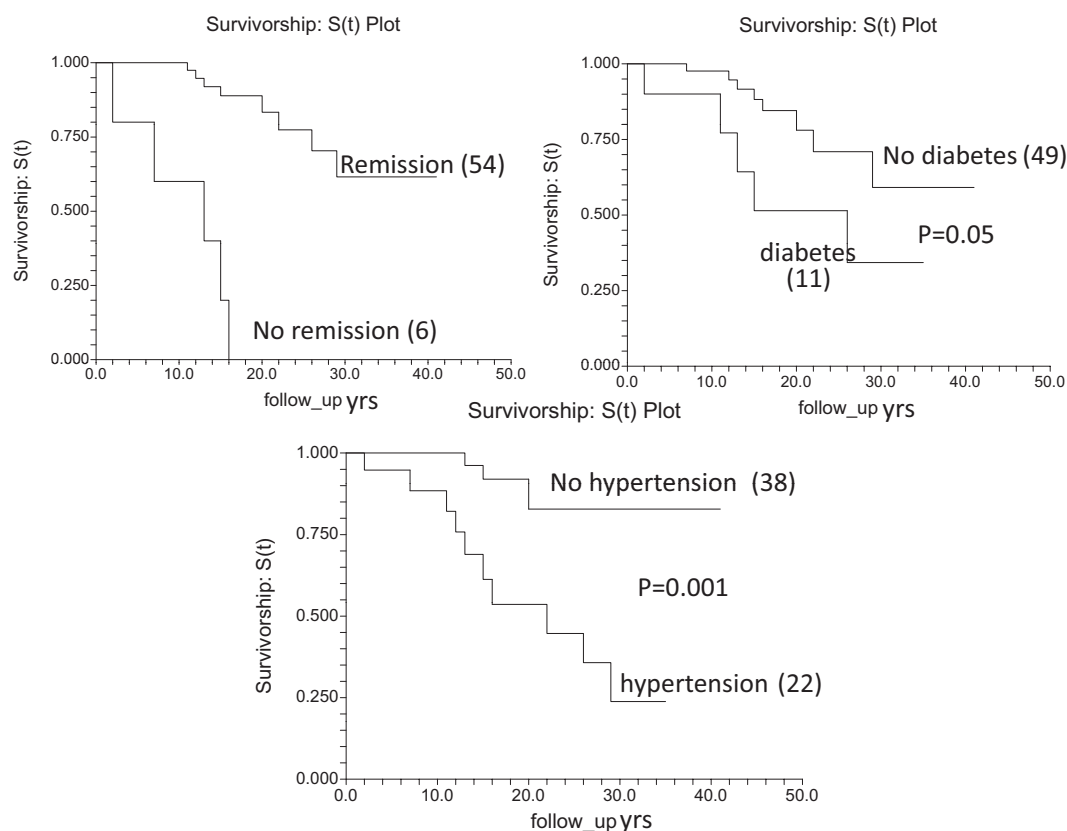 Survivorship: S(t) Plot
1.000
0.750
0.500
0.250
0.000
Survivorship: S(t)
Remission (54)
No remission (6)
0.0 10.0 20.0 30.0 40.0 50.0
follow_up yrs
Survivorship: S(t) Plot
1.000
0.750
0.500
0.250
0.000
Survivorship: S(t)
No diabetes (49)
P=0.05
diabetes
(11)
0.0 10.0 20.0 30.0 40.0 50.0
follow_up yrs
Survivorship: S(t) Plot
1.000
0.750
0.500
0.250
0.000
Survivorship: S(t)
No hypertension (38)
P=0.001
hypertension (22)
0.0 10.0 20.0 30.0 40.0 50.0
follow_up yrs